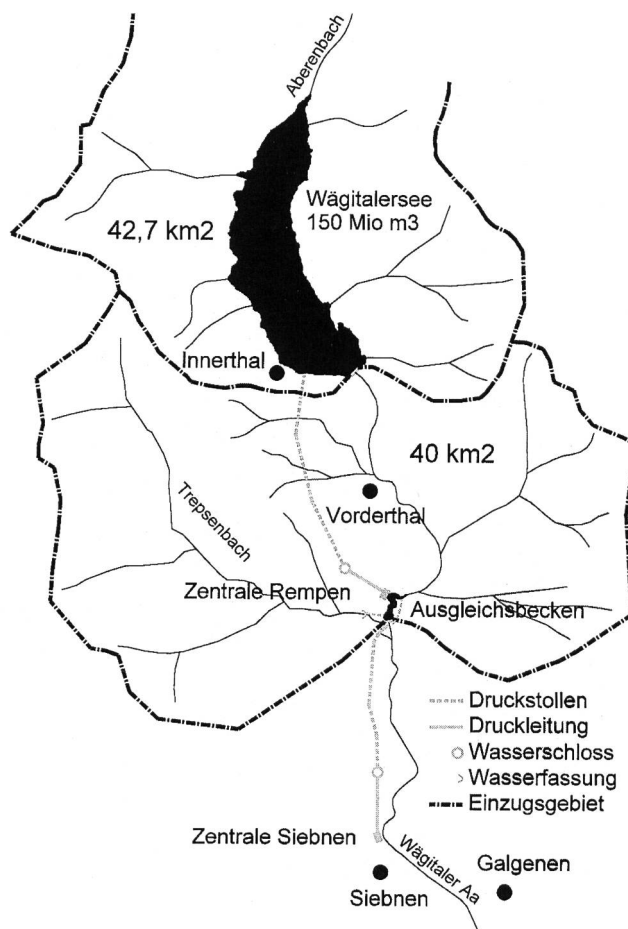 Aberenbach
Wägitalersee
150 Mio m3
42,7 km2
Innerthal
40 km2
Vorderthal
Trepsenbach
Zentrale Rempen
Ausgleichsbecken
Druckstollen
Druckleitung
Wasserschloss
Wasserfassung
Einzugsgebiet
Zentrale Siebnen
Wägitaler Aa
Galgenen
Siebnen